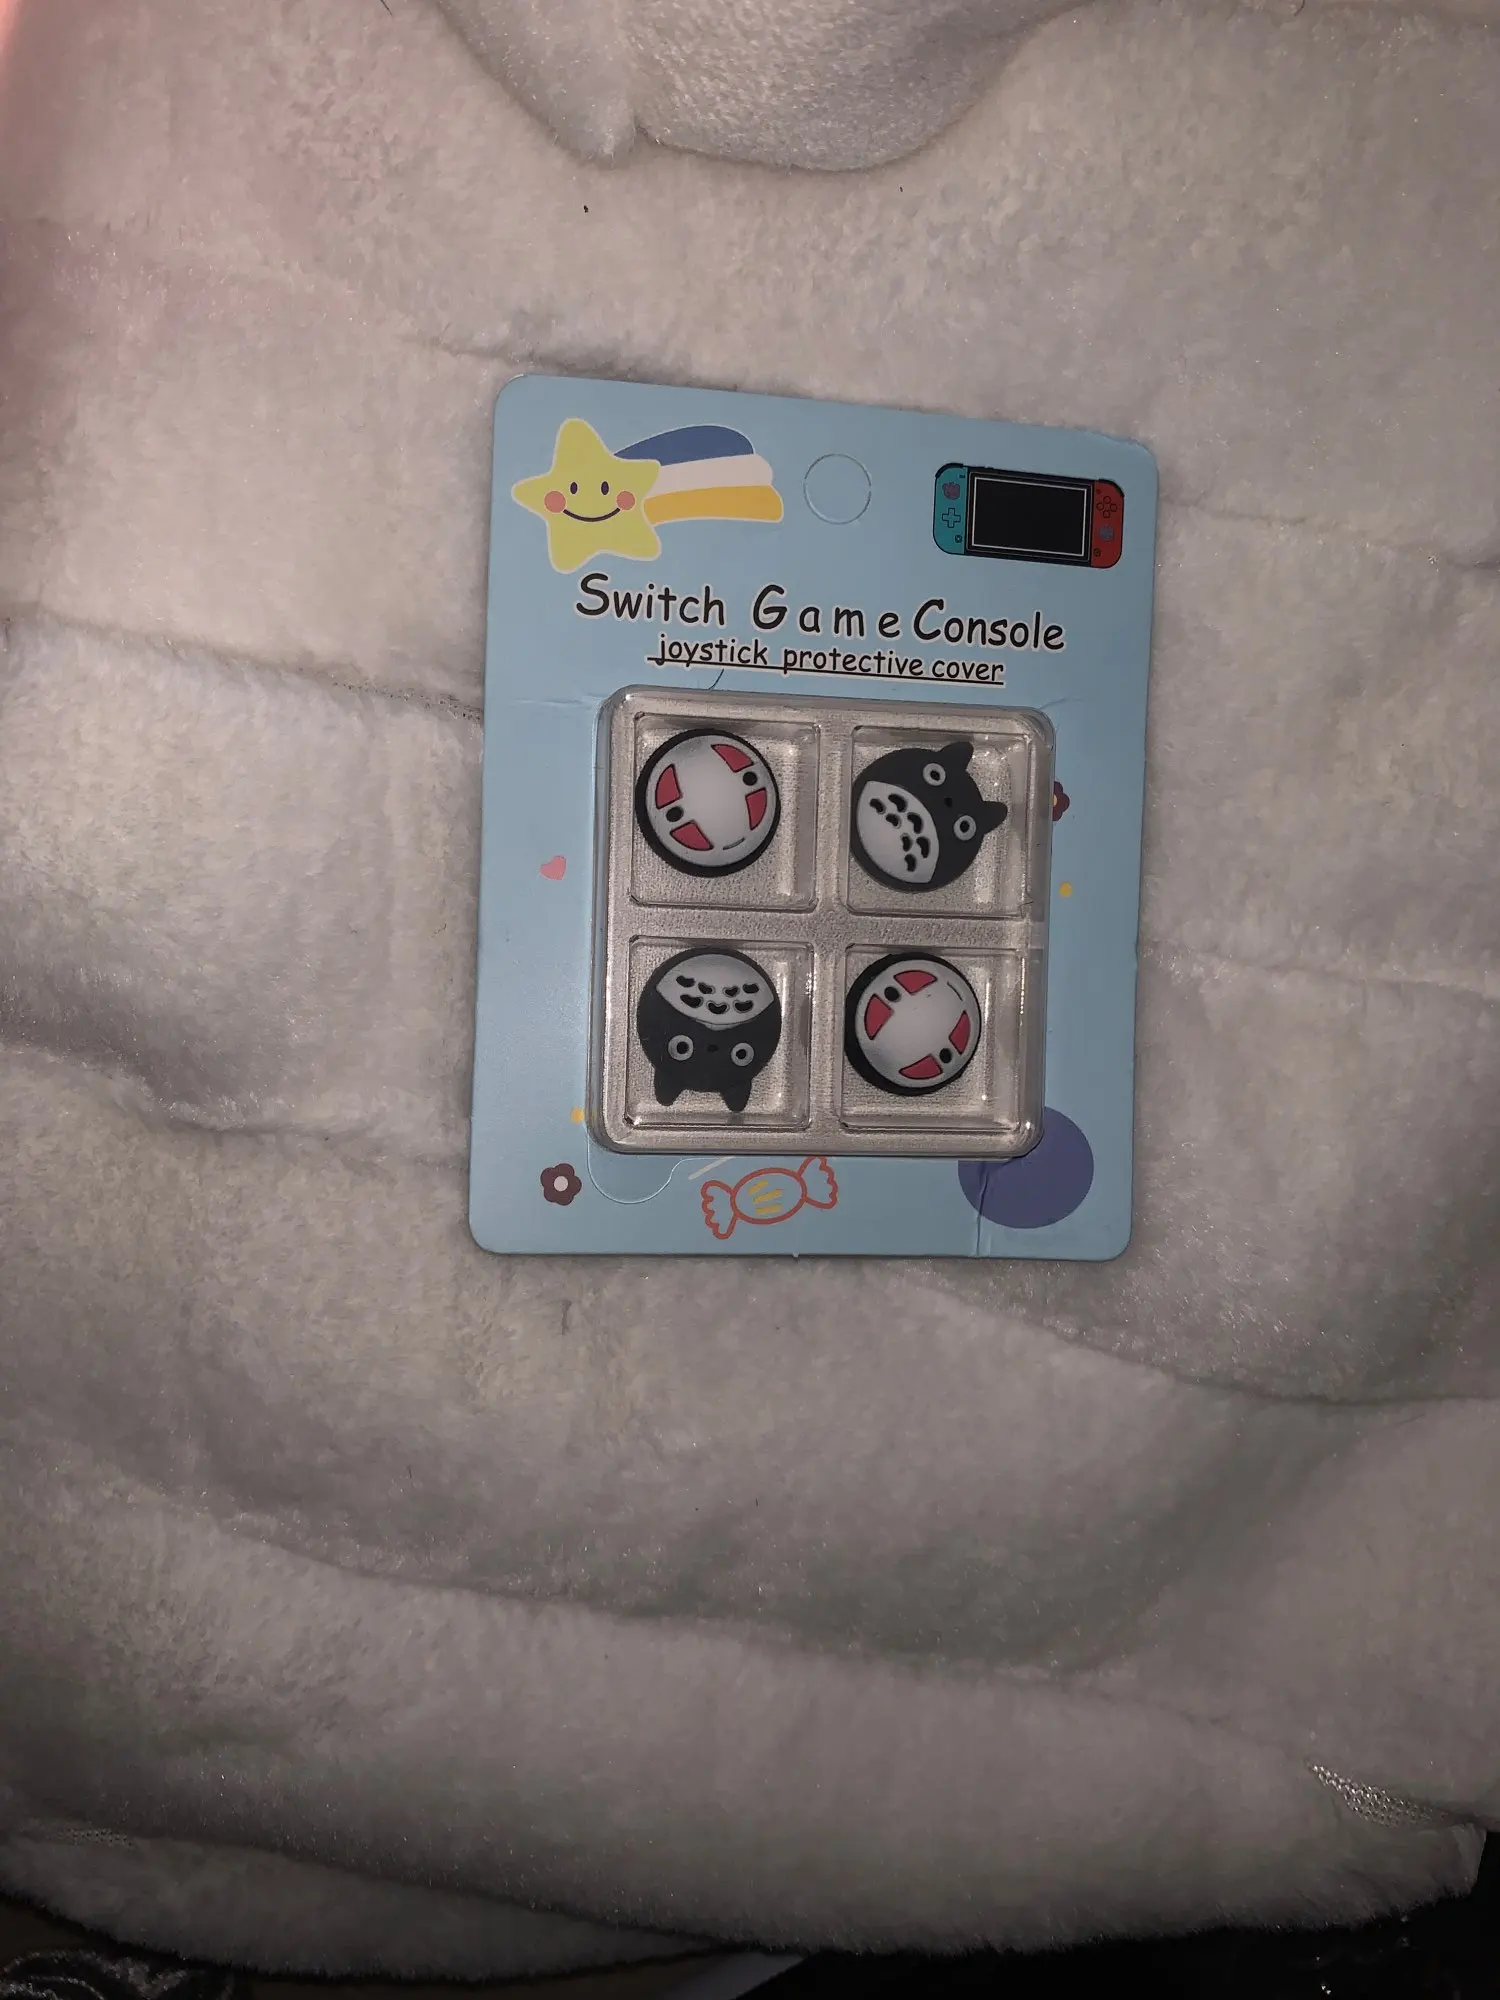 Switch Game Console
joystick protective cover